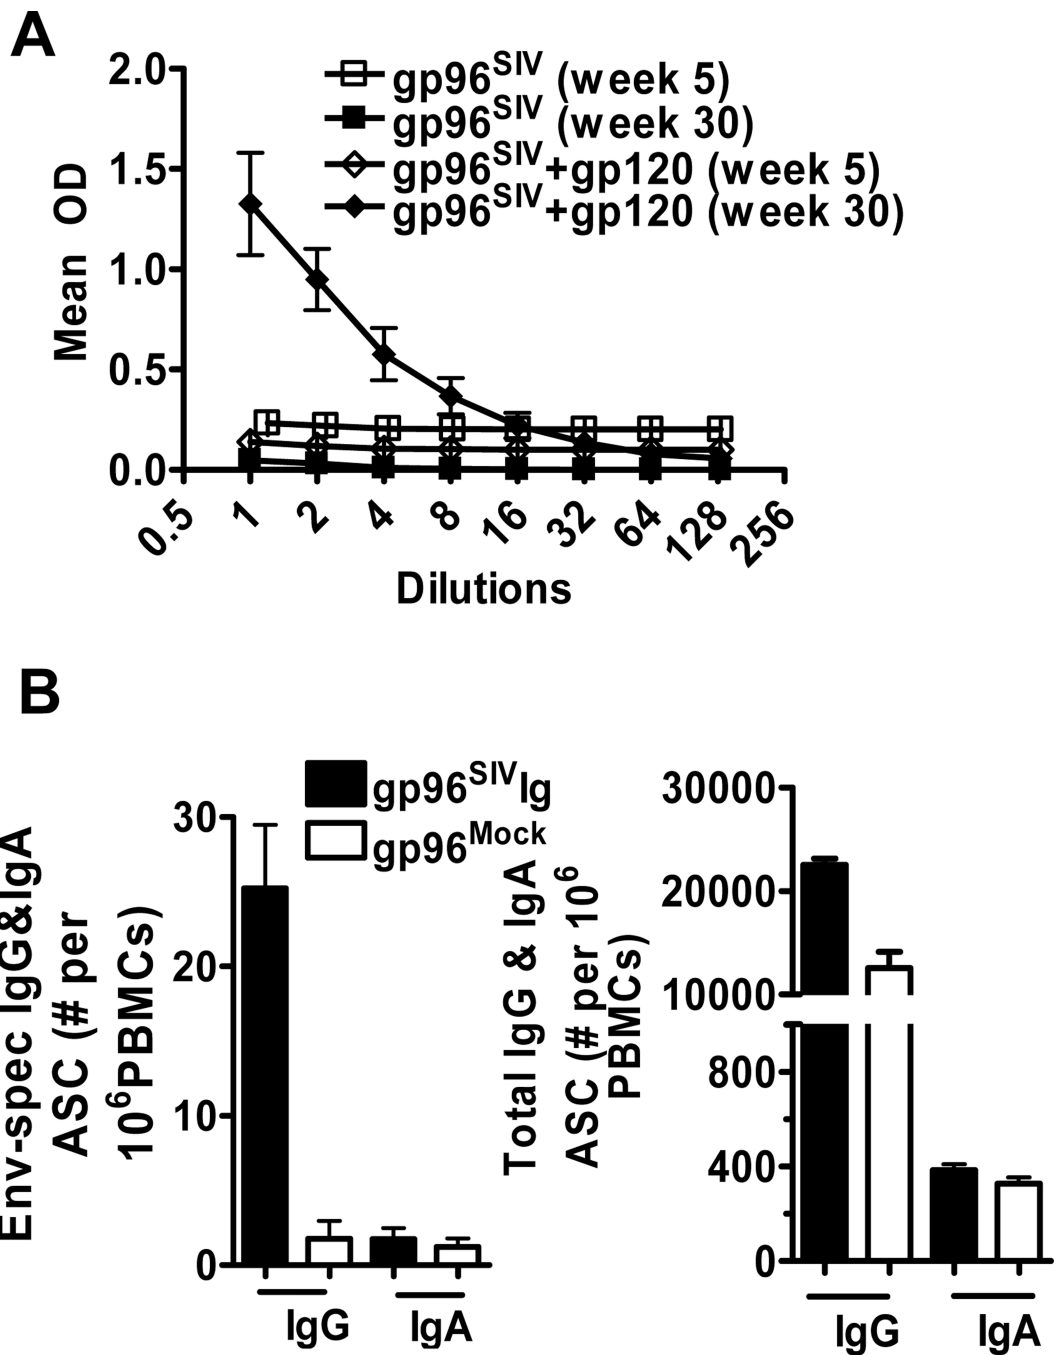 A
2.0
1.5
1.0
0.5
0.0
Mean OD
gp96SIV (week 5)
gp96SIV (week 30)
gp96SIV+gp120 (week 5)
gp96SIV+gp120 (week 30)
0.5 1 2 4 8 16 32 64 128 256
Dilutions
B
gp96SIVIg
gp96Mock
Env-spec IgG&IgA
ASC (# per
10⁶PBMCs)
30
20
10
0
IgG IgA
Total IgG & IgA
ASC (# per 10⁶
PBMCs)
30000
20000
10000
800
400
0
IgG IgA